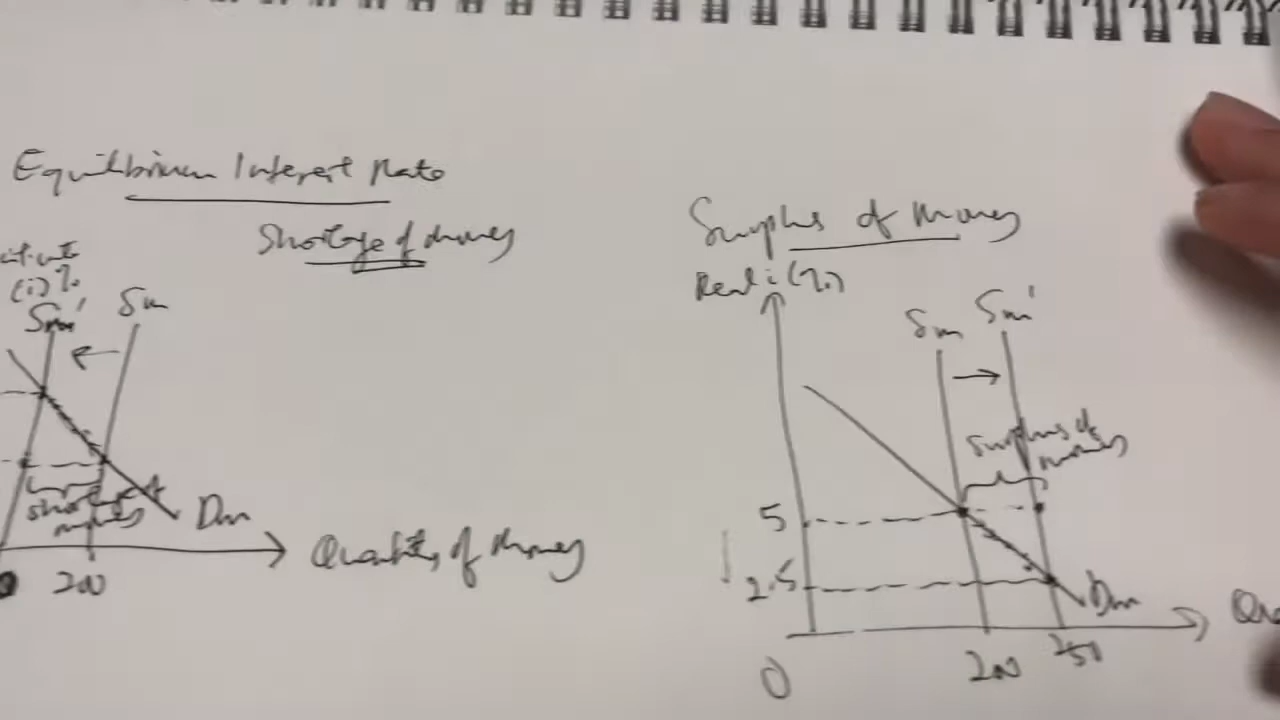 Equilibrium Interest Rate
Shortage of money
(i)%
Sm'
Sm
shortage of
money
Dm
200
Quantity of Money
Surplus of money
Real i (%)
Sm
Sm'
surplus of
money
5
2.5
Dm
0
200
250